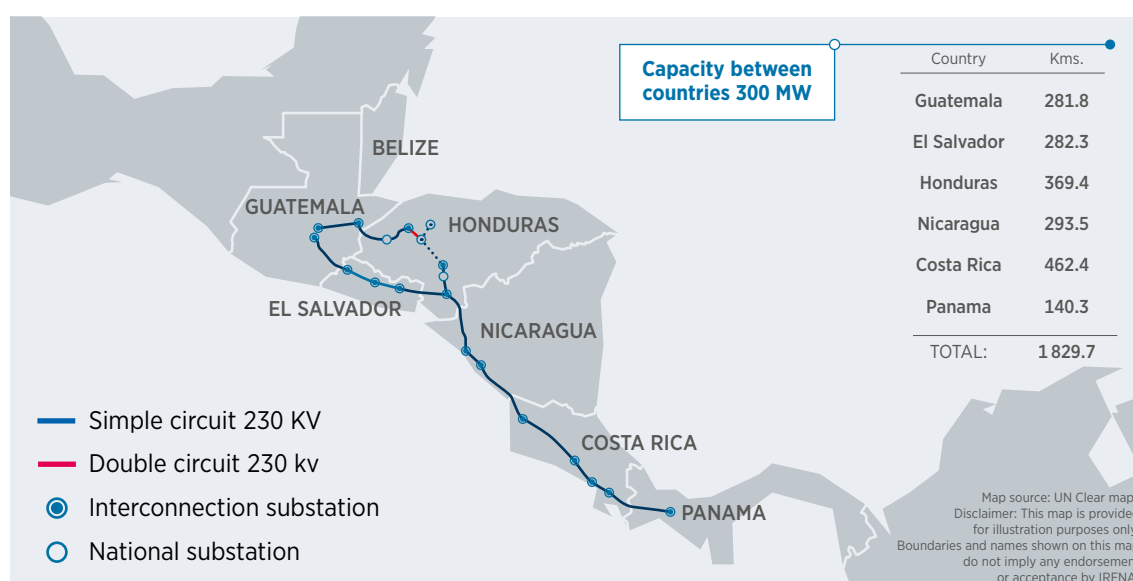 Capacity between
countries 300 MW
Country Kms.
Guatemala 281.8
El Salvador 282.3
Honduras 369.4
Nicaragua 293.5
Costa Rica 462.4
Panama 140.3
TOTAL: 1 829.7
BELIZE
GUATEMALA
HONDURAS
EL SALVADOR
NICARAGUA
COSTA RICA
PANAMA
Simple circuit 230 KV
Double circuit 230 kv
Interconnection substation
National substation
Map source: UN Clear map
Disclaimer: This map is provided
for illustration purposes only
Boundaries and names shown on this map
do not imply any endorsement
or acceptance by IRENA